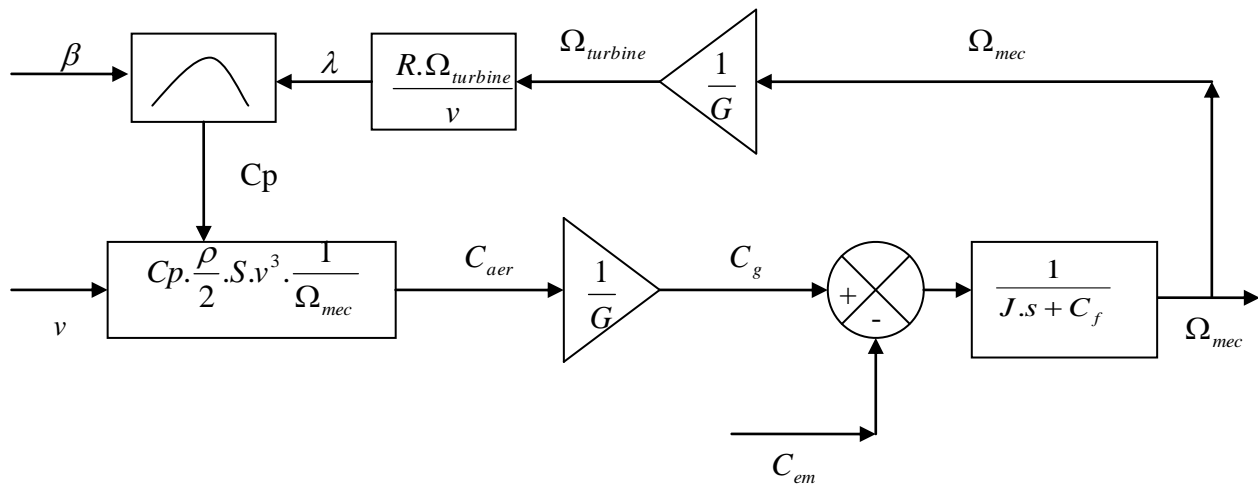 β
λ
R.Ω_turbine / v
Ω_turbine
1/G
Ω_mec
Cp
v
Cp.ρ/2.S.v³.1/Ω_mec
C_aer
1/G
C_g
+
-
C_em
1/(J.s + C_f)
Ω_mec